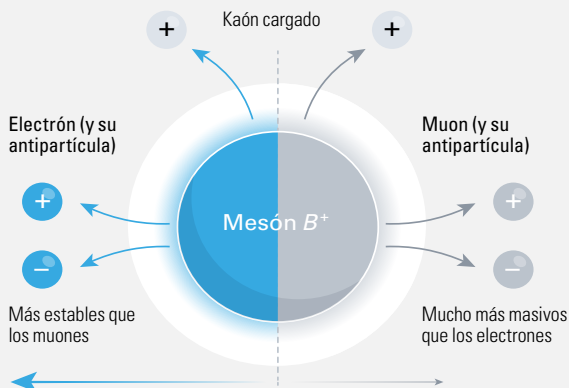 Kaón cargado
+
+
Electrón (y su
antipartícula)
Muon (y su
antipartícula)
+
+
Mesón B⁺
−
−
Más estables que
los muones
Mucho más masivos
que los electrones